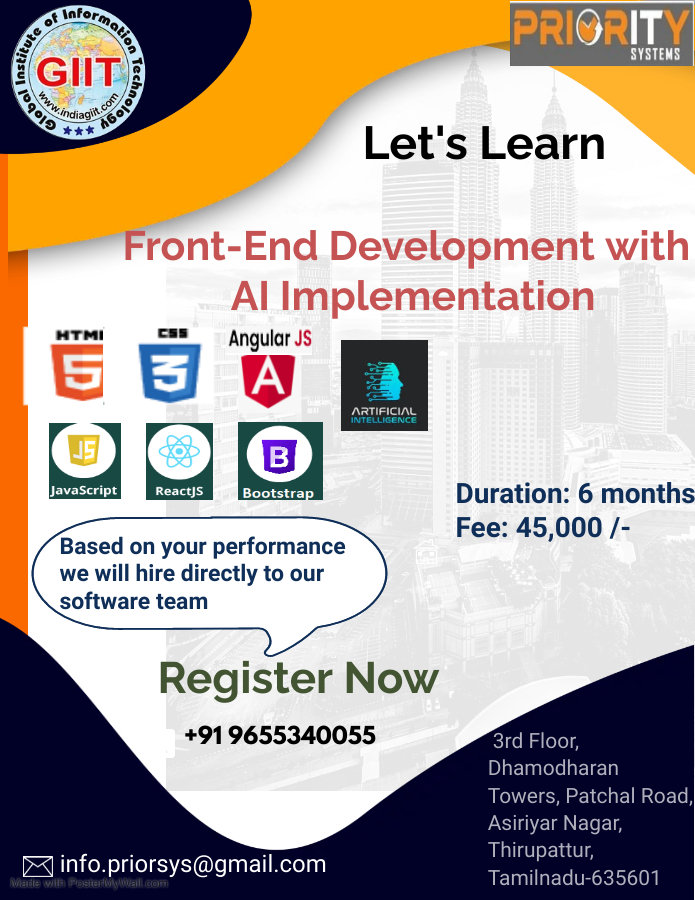 Global Institute of Information Technology
GIIT
www.indiagiit.com
PRIORITY
SYSTEMS
Let's Learn
Front-End Development with
AI Implementation
HTML
5
CSS
3
Angular JS
A
ARTIFICIAL
INTELLIGENCE
JS
JavaScript
ReactJS
B
Bootstrap
Duration: 6 months
Fee: 45,000 /-
Based on your performance
we will hire directly to our
software team
Register Now
+91 9655340055
3rd Floor,
Dhamodharan
Towers, Patchal Road,
Asiriyar Nagar,
Thirupattur,
Tamilnadu-635601
info.priorsys@gmail.com
Made with PosterMyWall.com